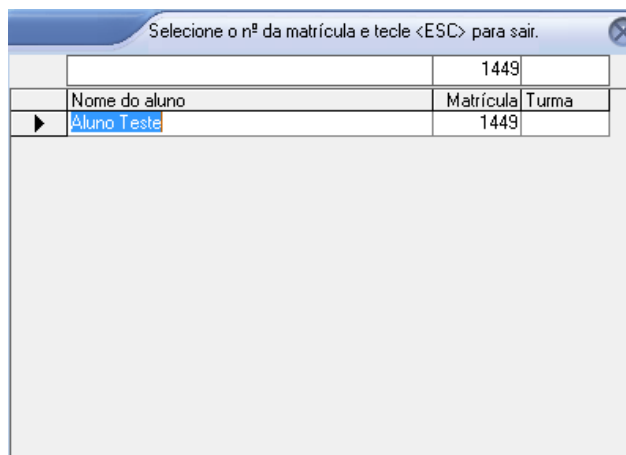 Selecione o nº da matrícula e tecle <ESC> para sair.
1449
Nome do aluno Matrícula Turma
Aluno Teste 1449